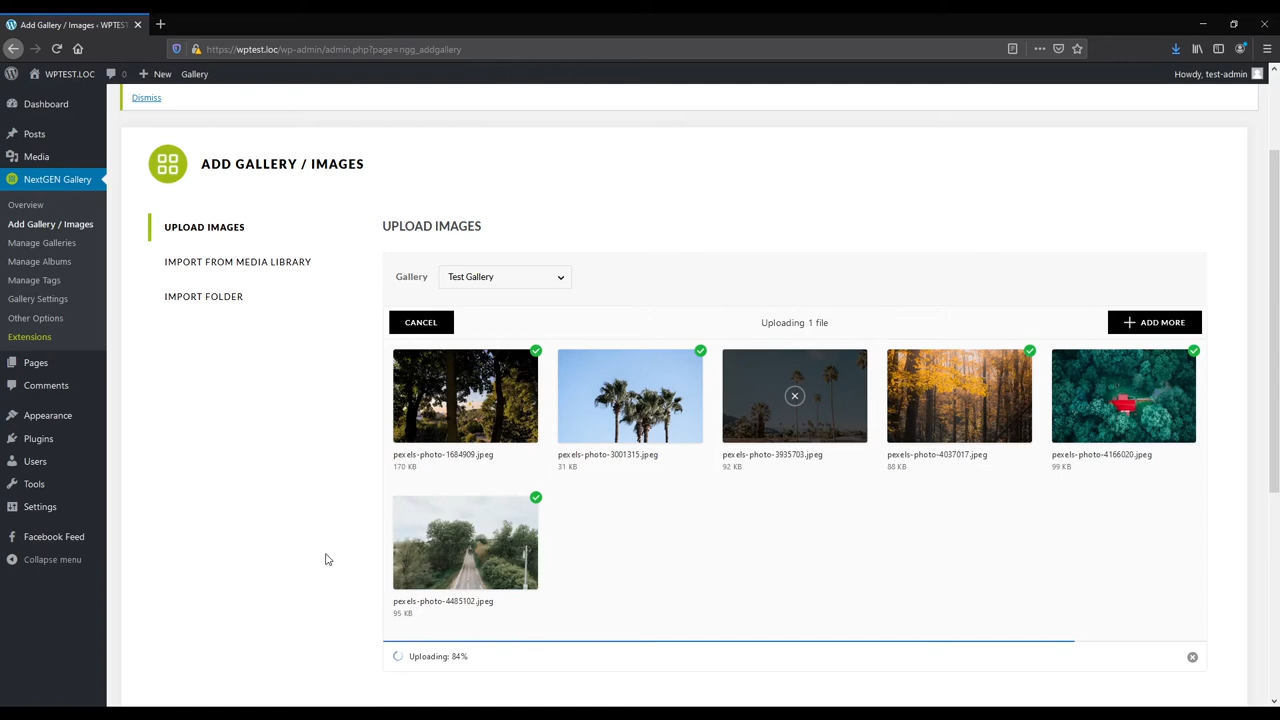 Add Gallery / Images ‹ WPTEST
https://wptest.loc/wp-admin/admin.php?page=ngg_addgallery
WPTEST.LOC 0 New Gallery Howdy, test-admin
Dismiss
Dashboard
Posts
Media
NextGEN Gallery
Overview
Add Gallery / Images
Manage Galleries
Manage Albums
Manage Tags
Gallery Settings
Other Options
Extensions
Pages
Comments
Appearance
Plugins
Users
Tools
Settings
Facebook Feed
Collapse menu
ADD GALLERY / IMAGES
UPLOAD IMAGES
IMPORT FROM MEDIA LIBRARY
IMPORT FOLDER
UPLOAD IMAGES
Gallery Test Gallery
CANCEL Uploading 1 file ADD MORE
pexels-photo-1684909.jpeg pexels-photo-3001315.jpeg pexels-photo-3935703.jpeg pexels-photo-4037017.jpeg pexels-photo-4166020.jpeg
170 KB 31 KB 92 KB 88 KB 99 KB
pexels-photo-4485102.jpeg
95 KB
Uploading: 84%